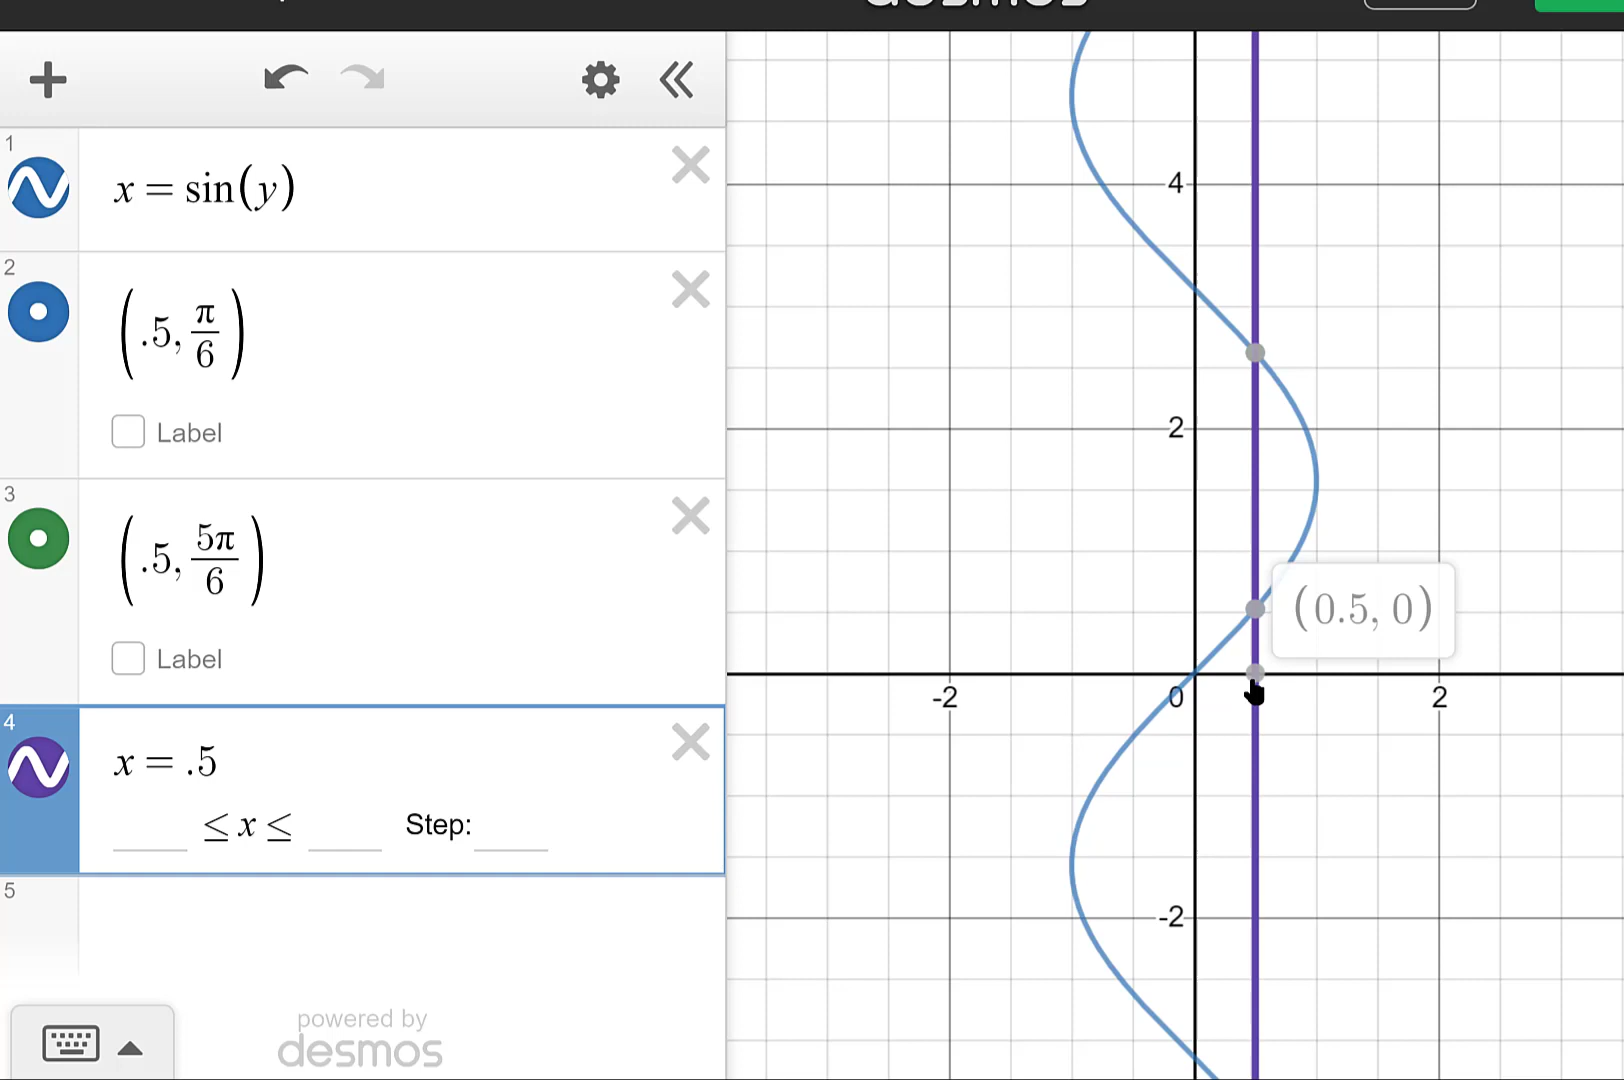 desmos
1
x = sin(y)
2
(.5, π/6)
Label
3
(.5, 5π/6)
Label
4
x = .5
≤ x ≤ Step:
5
powered by
desmos
4
2
(0.5, 0)
-2 0 2
-2